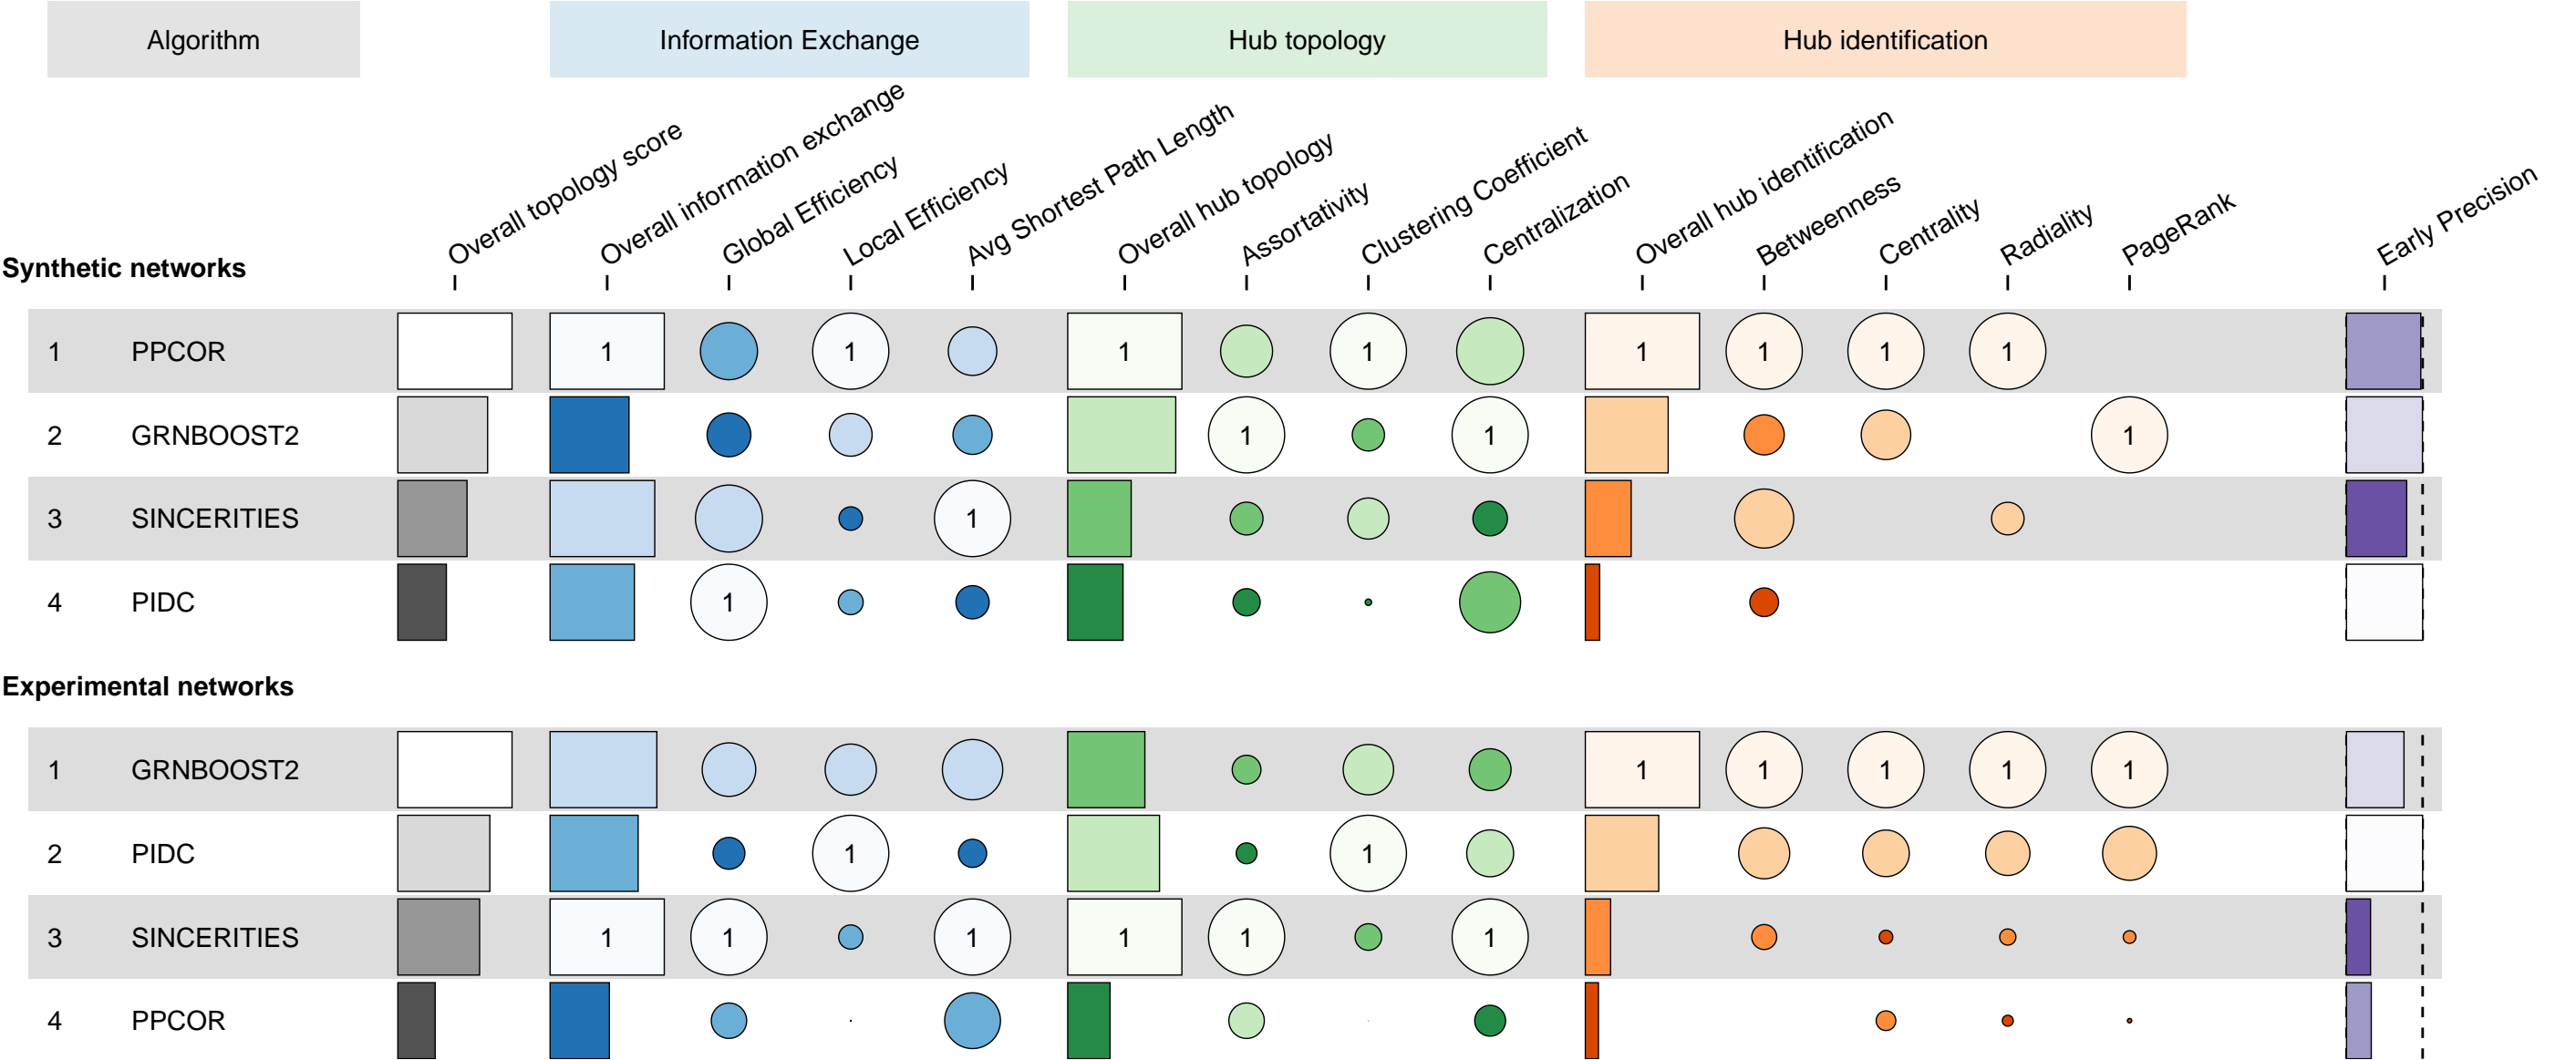 Algorithm
Information Exchange
Hub topology
Hub identification
Overall topology score
Overall information exchange
Global Efficiency
Local Efficiency
Avg Shortest Path Length
Overall hub topology
Assortativity
Clustering Coefficient
Centralization
Overall hub identification
Betweenness
Centrality
Radiality
PageRank
Early Precision
Synthetic networks
1 PPCOR 1 1 1 1 1 1 1 1
2 GRNBOOST2 1 1 1
3 SINCERITIES 1
4 PIDC 1
Experimental networks
1 GRNBOOST2 1 1 1 1 1
2 PIDC 1 1
3 SINCERITIES 1 1 1 1 1 1
4 PPCOR